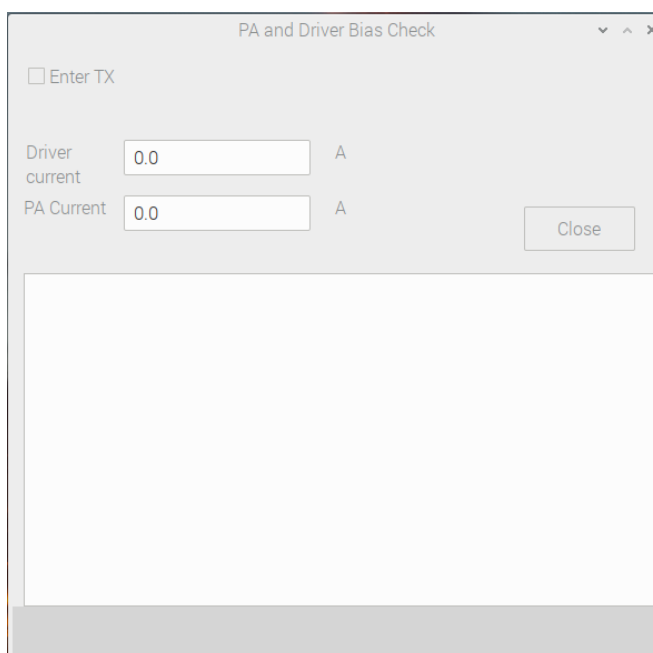 PA and Driver Bias Check
Enter TX
Driver
current
0.0
A
PA Current
0.0
A
Close